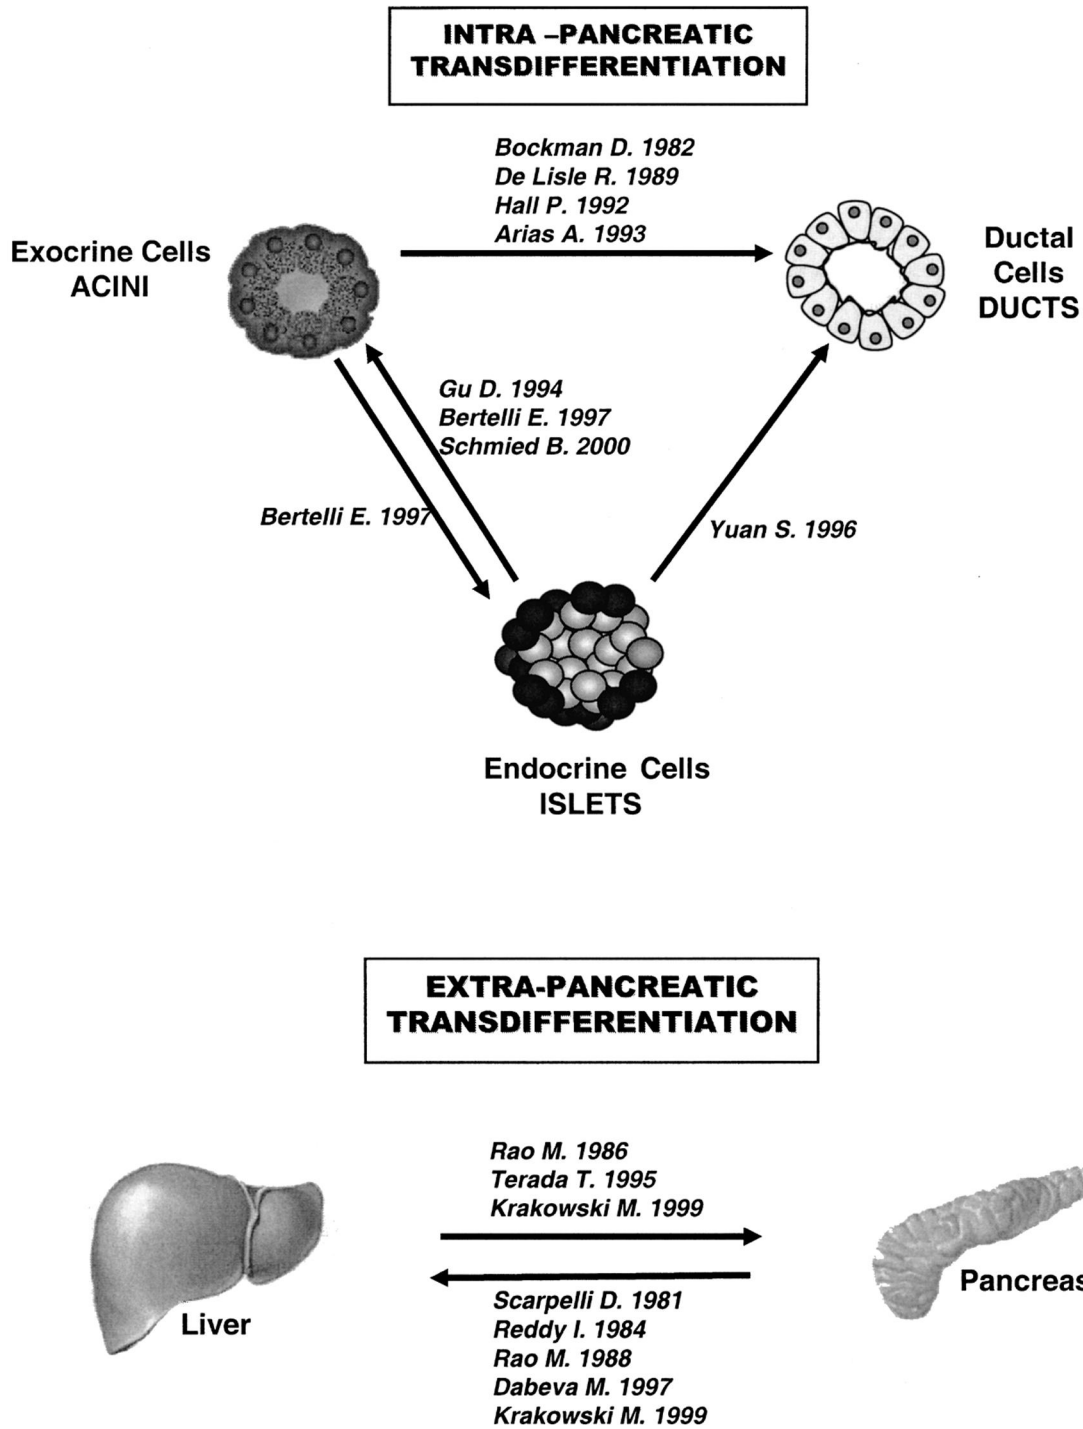 INTRA –PANCREATIC
TRANSDIFFERENTIATION
Bockman D. 1982
De Lisle R. 1989
Hall P. 1992
Arias A. 1993
Exocrine Cells
ACINI
Ductal
Cells
DUCTS
Gu D. 1994
Bertelli E. 1997
Schmied B. 2000
Bertelli E. 1997
Yuan S. 1996
Endocrine Cells
ISLETS
EXTRA-PANCREATIC
TRANSDIFFERENTIATION
Rao M. 1986
Terada T. 1995
Krakowski M. 1999
Liver
Pancreas
Scarpelli D. 1981
Reddy I. 1984
Rao M. 1988
Dabeva M. 1997
Krakowski M. 1999